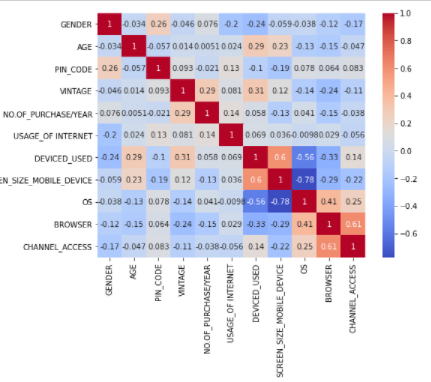 GENDER 1 -0.034 0.26 -0.046 0.076 -0.2 -0.24 -0.059 -0.038 -0.12 -0.17
AGE -0.034 1 -0.057 0.014 0.0051 0.024 0.29 0.23 -0.13 -0.15 -0.047
PIN_CODE 0.26 -0.057 1 0.093 -0.021 0.13 -0.1 -0.19 0.078 0.064 0.083
VINTAGE -0.046 0.014 0.093 1 0.29 0.081 0.31 0.12 -0.14 -0.24 -0.11
NO.OF_PURCHASE/YEAR 0.076 0.0051 -0.021 0.29 1 0.14 0.058 -0.13 0.041 -0.15 -0.038
USAGE_OF INTERNET -0.2 0.024 0.13 0.081 0.14 1 0.069 0.036 -0.0098 0.029 -0.056
DEVICED_USED -0.24 0.29 -0.1 0.31 0.058 0.069 1 0.6 -0.56 -0.33 0.14
EN_SIZE_MOBILE_DEVICE -0.059 0.23 -0.19 0.12 -0.13 0.036 0.6 1 -0.78 -0.29 -0.22
OS -0.038 -0.13 0.078 -0.14 0.041 -0.0098 -0.56 -0.78 1 0.41 0.25
BROWSER -0.12 -0.15 0.064 -0.24 -0.15 0.029 -0.33 -0.29 0.41 1 0.61
CHANNEL_ACCESS -0.17 -0.047 0.083 -0.11 -0.038 -0.056 0.14 -0.22 0.25 0.61 1
GENDER
AGE
PIN_CODE
VINTAGE
NO.OF_PURCHASE/YEAR
USAGE_OF INTERNET
DEVICED_USED
SCREEN_SIZE_MOBILE_DEVICE
OS
BROWSER
CHANNEL_ACCESS
1.0
0.8
0.6
0.4
0.2
0.0
-0.2
-0.4
-0.6